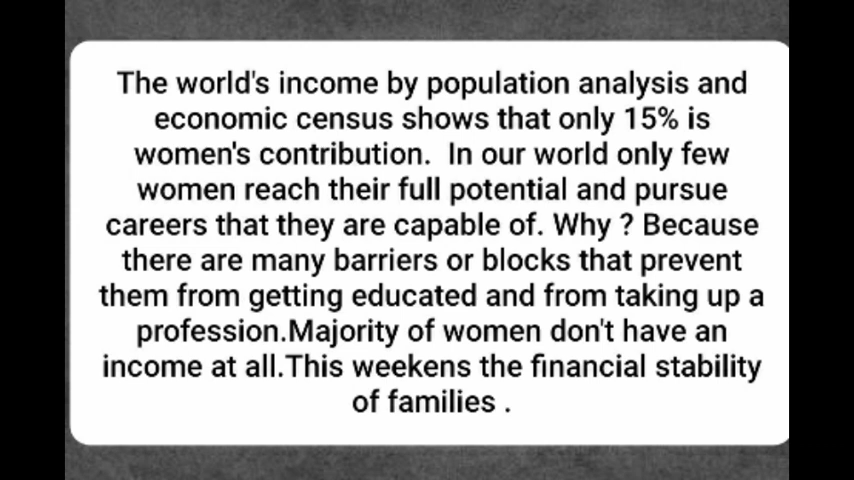 The world's income by population analysis and
economic census shows that only 15% is
women's contribution.  In our world only few
women reach their full potential and pursue
careers that they are capable of. Why ? Because
there are many barriers or blocks that prevent
them from getting educated and from taking up a
profession.Majority of women don't have an
income at all.This weekens the financial stability
of families .